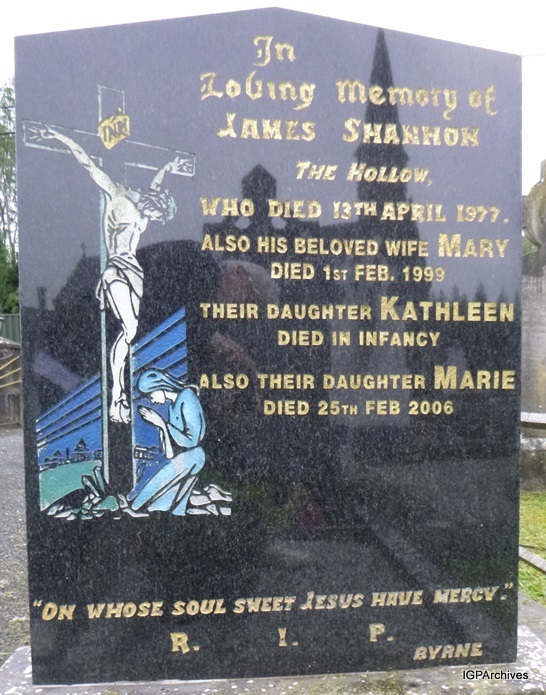 In
Loving Memory of
JAMES SHANNON
THE HOLLOW,
WHO DIED 13TH APRIL 1977.
ALSO HIS BELOVED WIFE MARY
DIED 1ST FEB. 1999
THEIR DAUGHTER KATHLEEN
DIED IN INFANCY
ALSO THEIR DAUGHTER MARIE
DIED 25TH FEB 2006
INRI
"ON WHOSE SOUL SWEET JESUS HAVE MERCY."
R. I. P.
BYRNE
IGPArchives